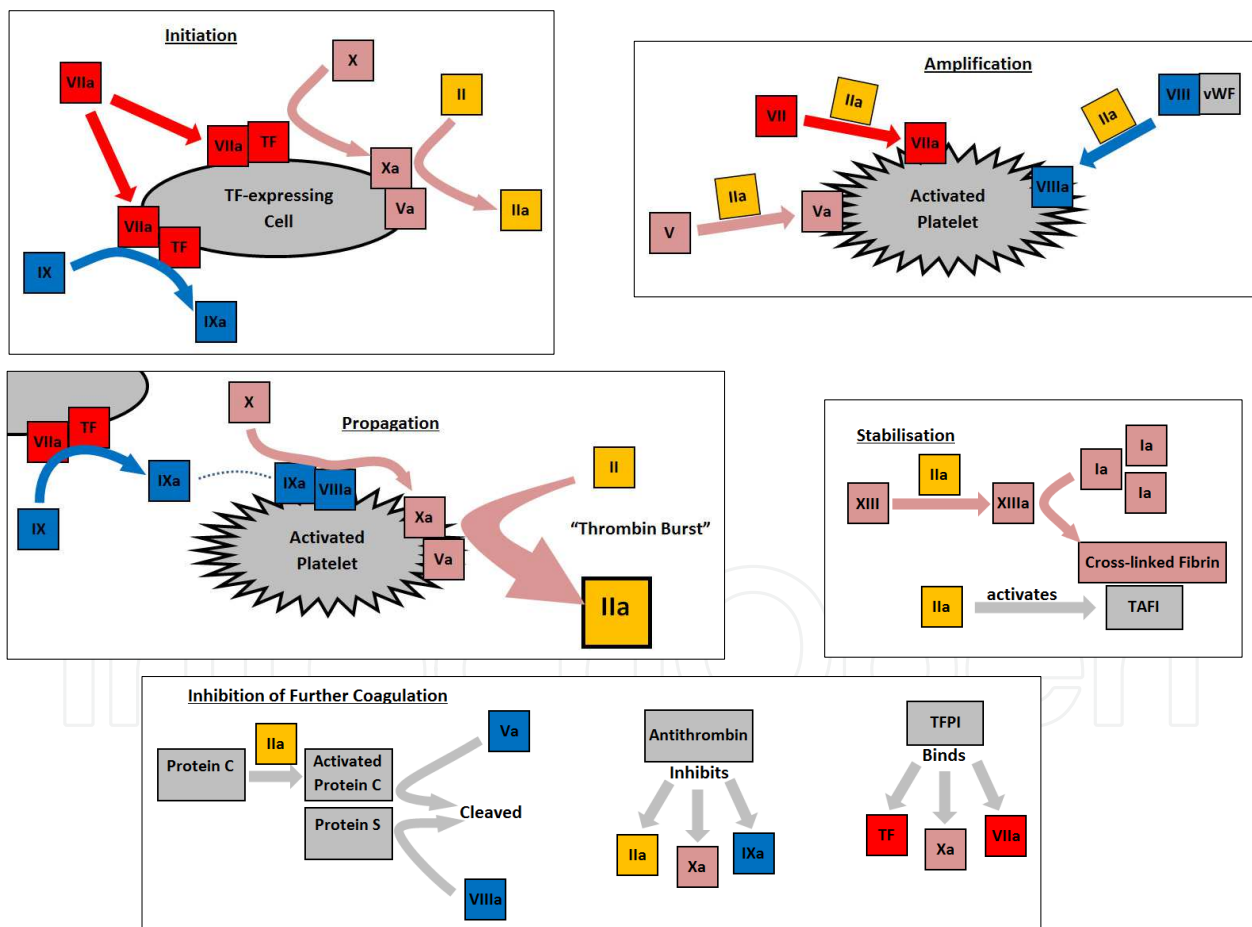 Initiation
X
VIIa
II
VIIa
TF
Xa
TF-expressing
Cell
Va
IIa
VIIa
TF
IX
IXa
Amplification
VII
IIa
VIIa
IIa
VIII
vWF
V
IIa
Va
Activated
Platelet
VIIIa
Propagation
X
VIIa
TF
IX
IXa
IXa
VIIIa
Activated
Platelet
Xa
Va
II
"Thrombin Burst"
IIa
Stabilisation
XIII
IIa
XIIIa
Ia
Ia
Ia
Cross-linked Fibrin
IIa
activates
TAFI
Inhibition of Further Coagulation
Protein C
IIa
Activated
Protein C
Protein S
Va
Cleaved
VIIIa
Antithrombin
Inhibits
IIa
Xa
IXa
TFPI
Binds
TF
Xa
VIIa